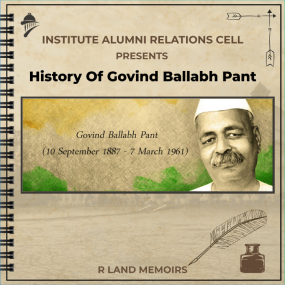 INSTITUTE ALUMNI RELATIONS CELL
PRESENTS
History Of Govind Ballabh Pant
Govind Ballabh Pant
(10 September 1887 - 7 March 1961)
R LAND MEMOIRS